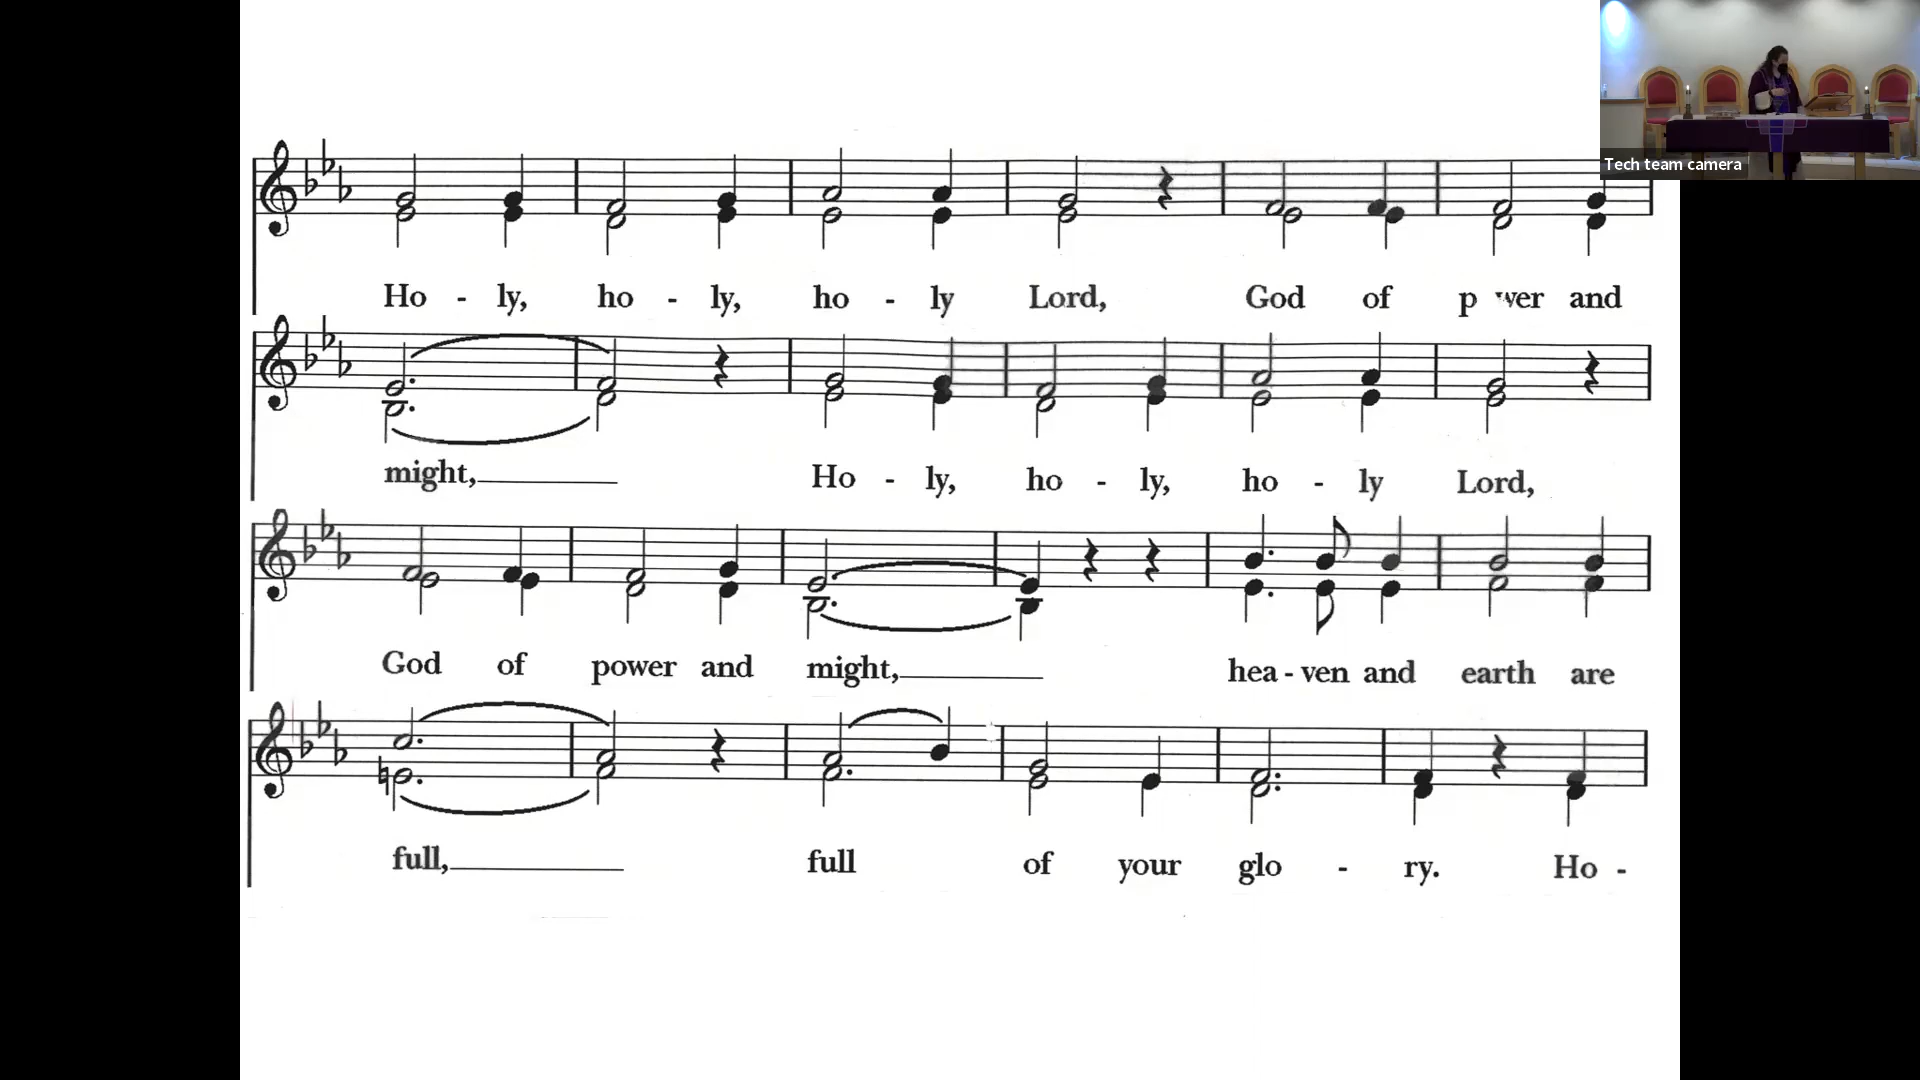 Tech team camera
Ho - ly, ho - ly, ho - ly Lord, God of p wer and
might, Ho - ly, ho - ly, ho - ly Lord,
God of power and might, hea - ven and earth are
full, full of your glo - ry. Ho -